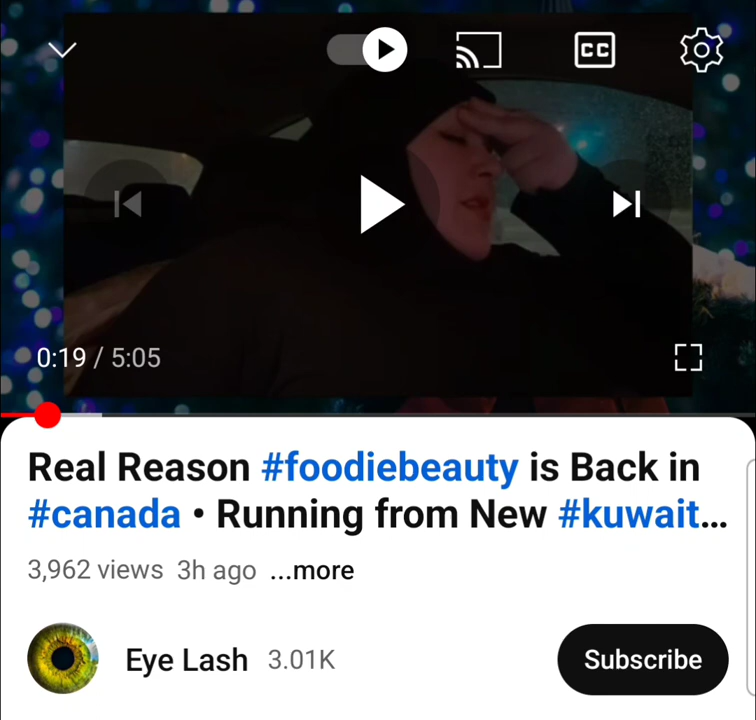 CC
0:19 / 5:05
Real Reason #foodiebeauty is Back in
#canada • Running from New #kuwait...
3,962 views 3h ago ...more
Eye Lash 3.01K Subscribe